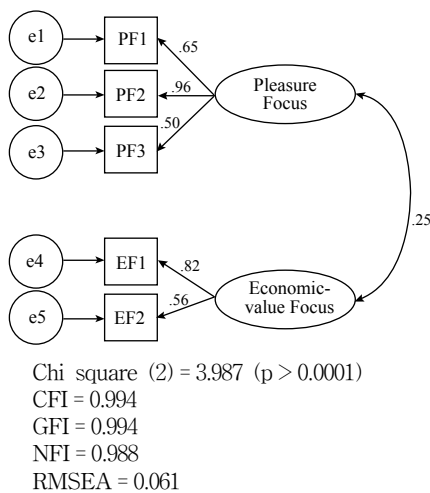 e1
PF1
.65
e2
PF2
.96
Pleasure
Focus
.50
e3
PF3
.25
e4
EF1
.82
Economic-
value Focus
e5
EF2
.56
Chi square (2) = 3.987 (p > 0.0001)
CFI = 0.994
GFI = 0.994
NFI = 0.988
RMSEA = 0.061